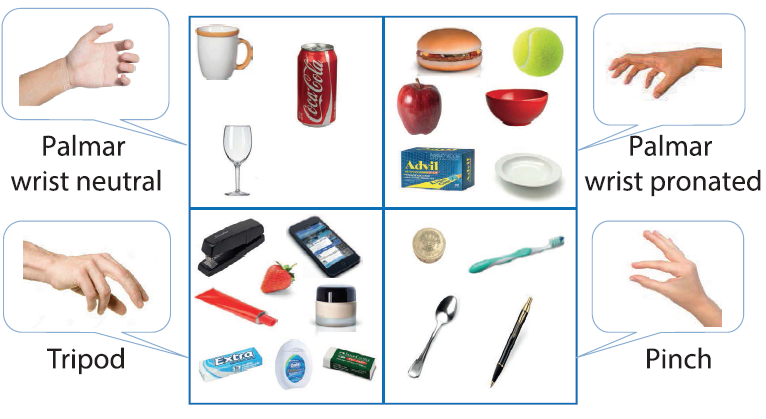 Palmar
wrist neutral
Coca-Cola
Advil
Palmar
wrist pronated
Tripod
Extra
Pinch